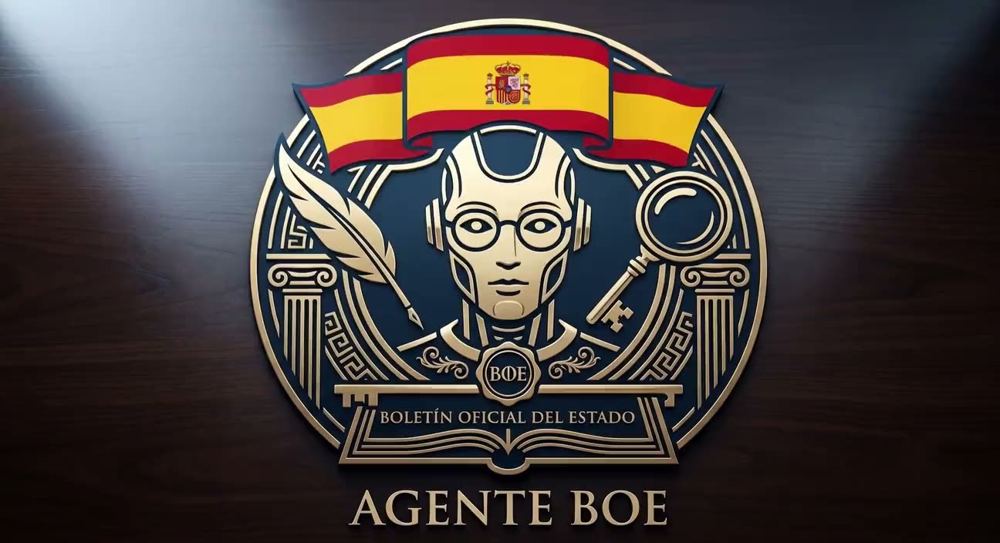 BOE
BOLETÍN OFICIAL DEL ESTADO
AGENTE BOE